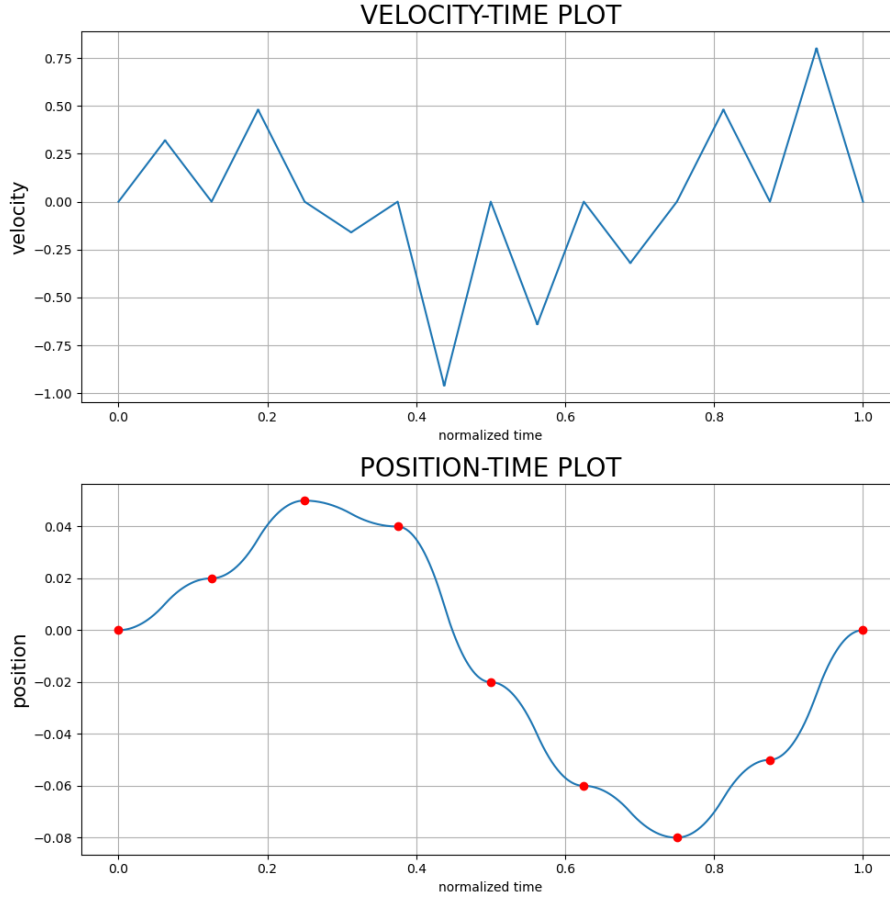 VELOCITY-TIME PLOT
0.75
0.50
0.25
0.00
−0.25
−0.50
−0.75
−1.00
velocity
0.0 0.2 0.4 0.6 0.8 1.0
normalized time
POSITION-TIME PLOT
0.04
0.02
0.00
−0.02
−0.04
−0.06
−0.08
position
0.0 0.2 0.4 0.6 0.8 1.0
normalized time